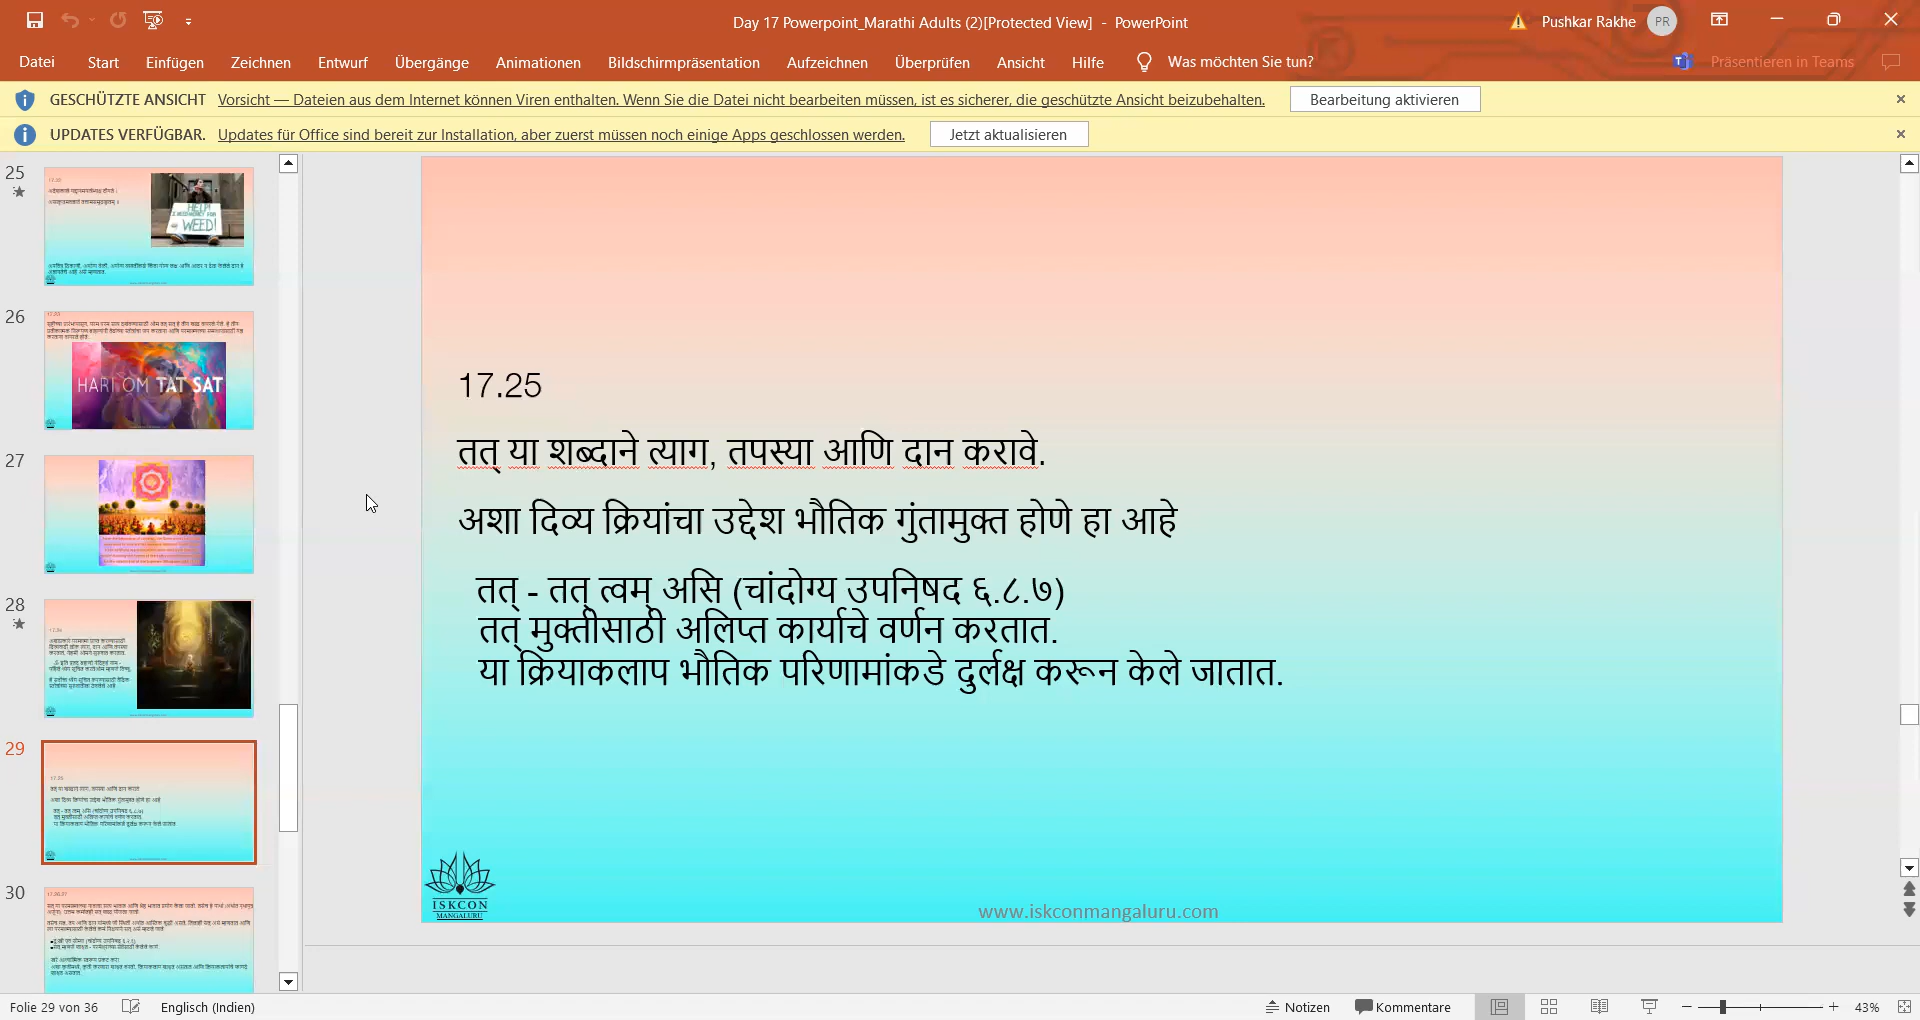 Day 17 Powerpoint_Marathi Adults (2)[Protected View] - PowerPoint
Pushkar Rakhe PR
Datei Start Einfügen Zeichnen Entwurf Übergänge Animationen Bildschirmpräsentation Aufzeichnen Überprüfen Ansicht Hilfe Was möchten Sie tun? Präsentieren in Teams
GESCHÜTZTE ANSICHT Vorsicht — Dateien aus dem Internet können Viren enthalten. Wenn Sie die Datei nicht bearbeiten müssen, ist es sicherer, die geschützte Ansicht beizubehalten. Bearbeitung aktivieren
UPDATES VERFÜGBAR. Updates für Office sind bereit zur Installation, aber zuerst müssen noch einige Apps geschlossen werden. Jetzt aktualisieren
25
HELP!
WEED!
26
HARI OM TAT SAT
27
28
29
30
17.25
तत् या शब्दाने त्याग, तपस्या आणि दान करावे.
अशा दिव्य क्रियांचा उद्देश भौतिक गुंतामुक्त होणे हा आहे
तत् - तत् त्वम् असि (चांदोग्य उपनिषद ६.८.७)
तत् मुक्तीसाठी अलिप्त कार्याचे वर्णन करतात.
या क्रियाकलाप भौतिक परिणामांकडे दुर्लक्ष करून केले जातात.
ISKCON
MANGALURU
www.iskconmangaluru.com
Folie 29 von 36 Englisch (Indien) Notizen Kommentare 43%